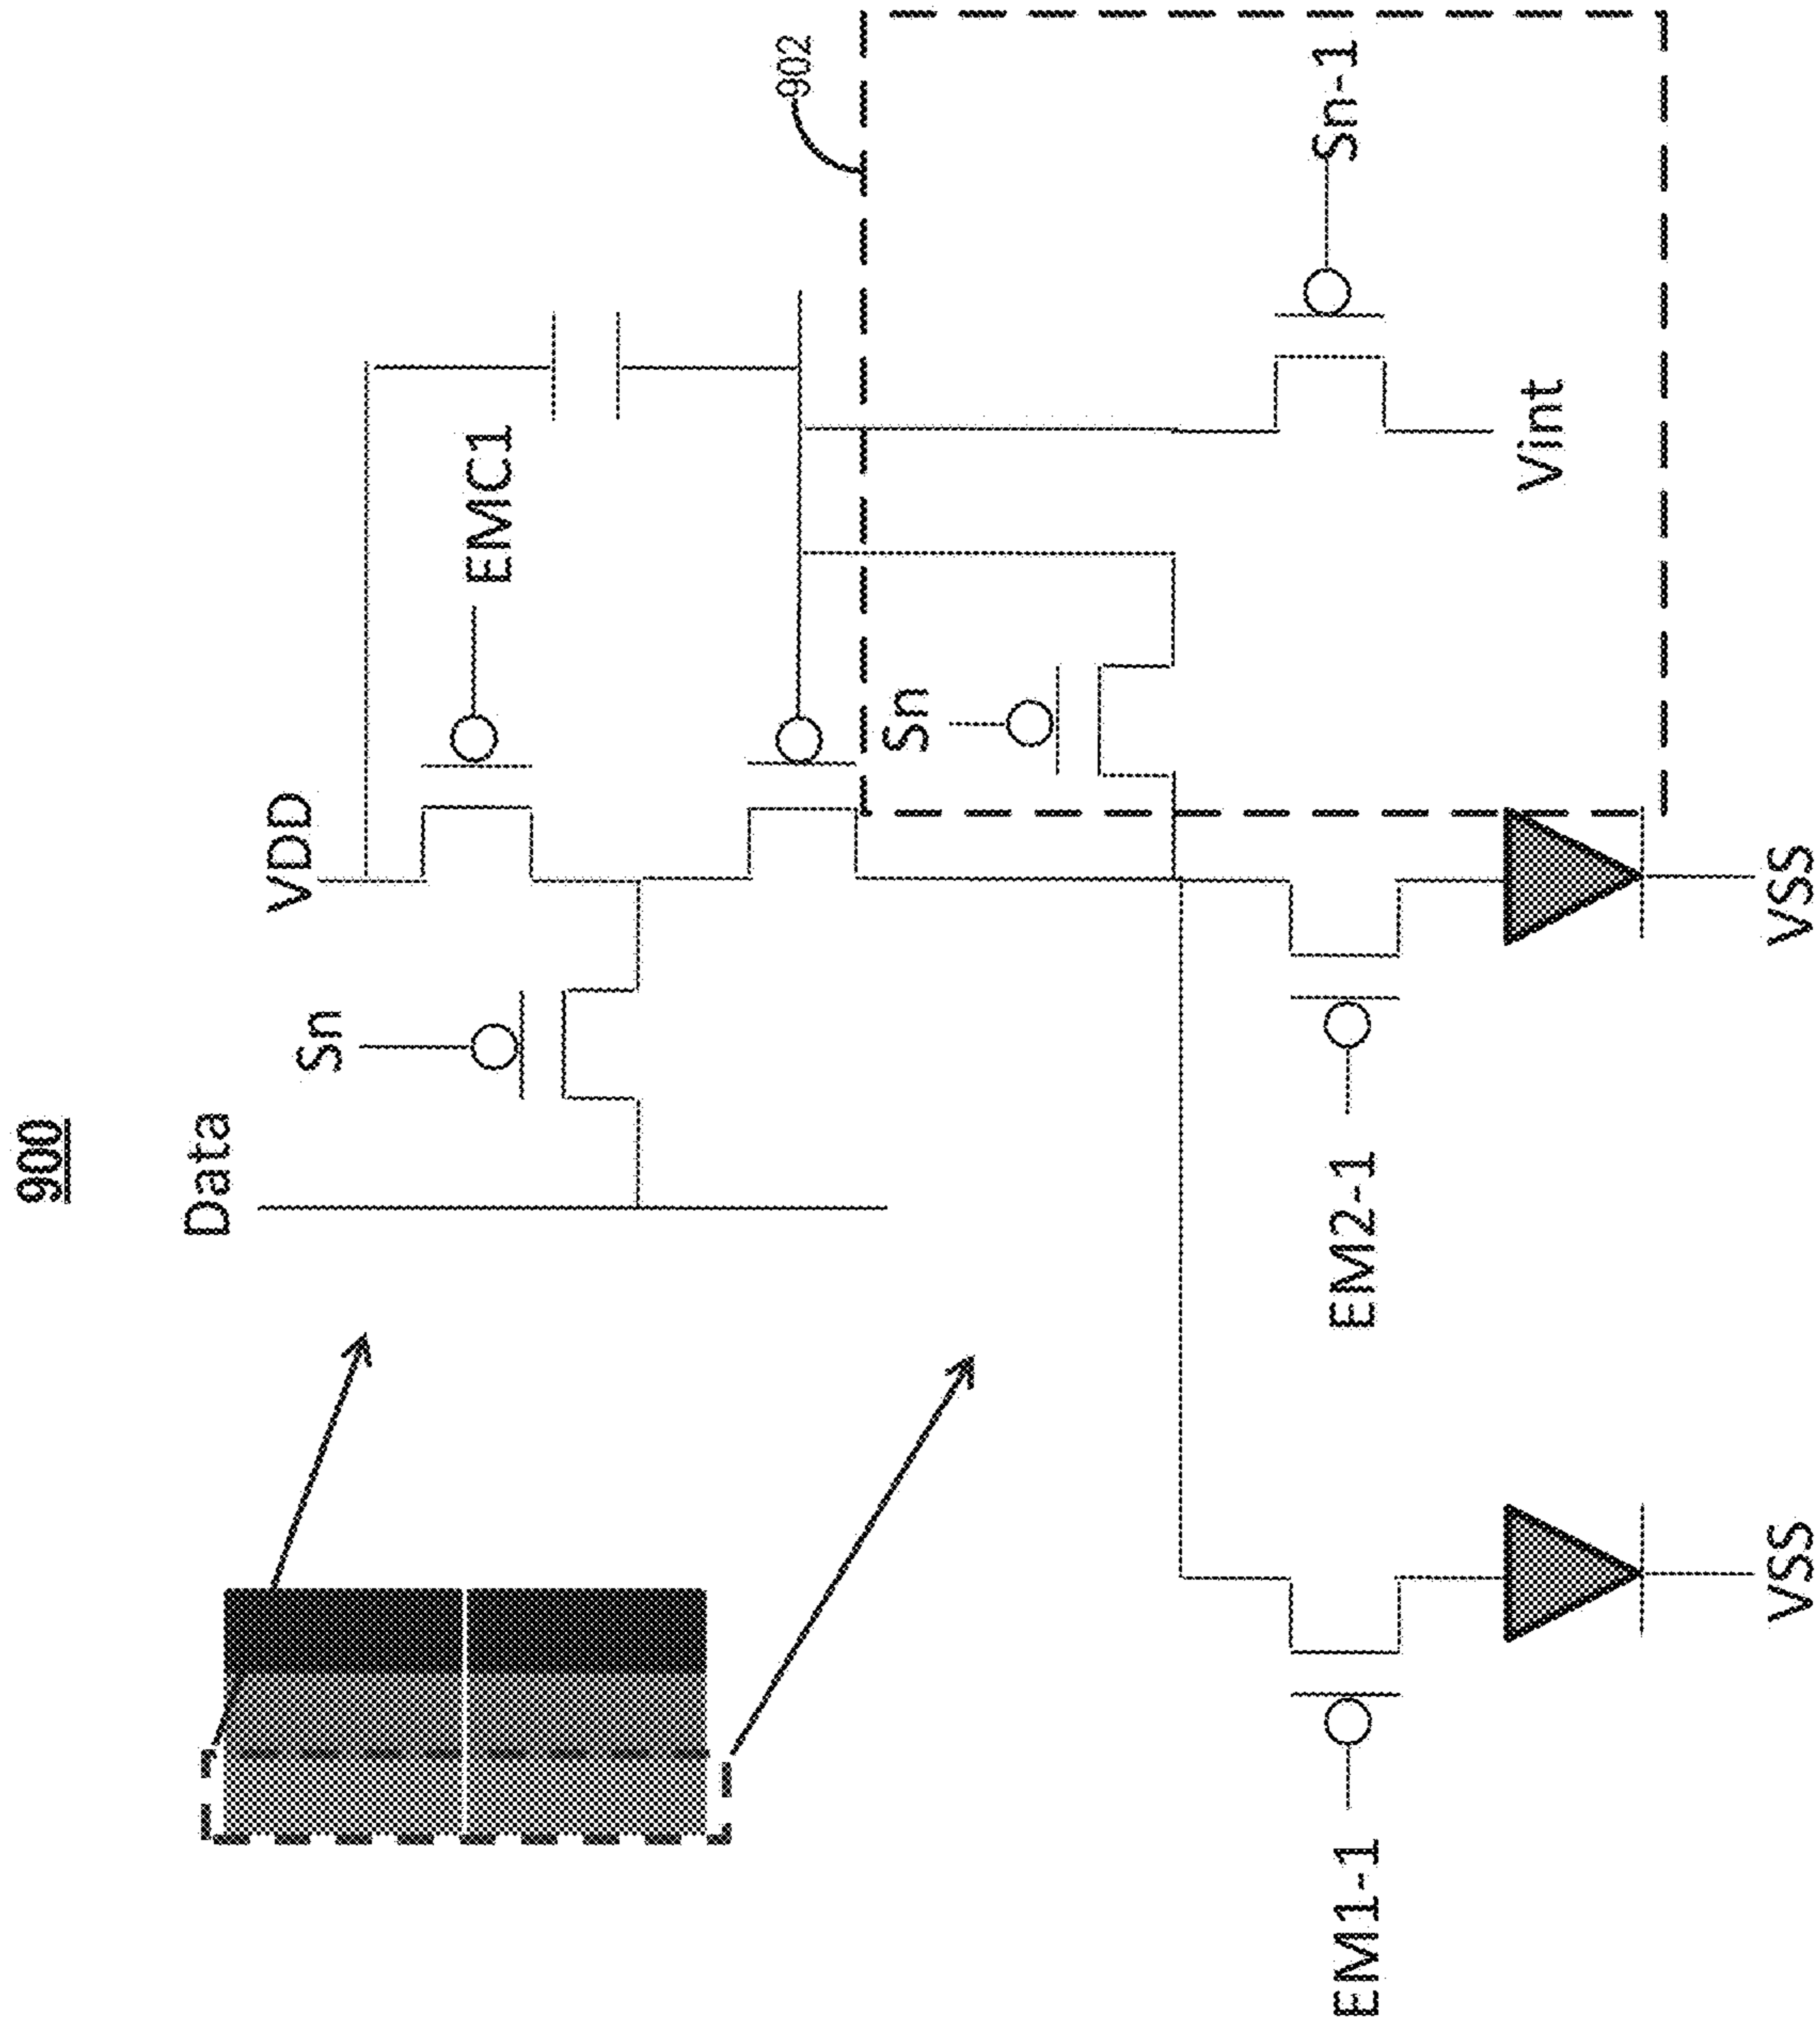 900
Data
Sn
VDD
EMC1
902
Sn
Sn-1
Vint
EM1-1
EM2-1
VSS
VSS